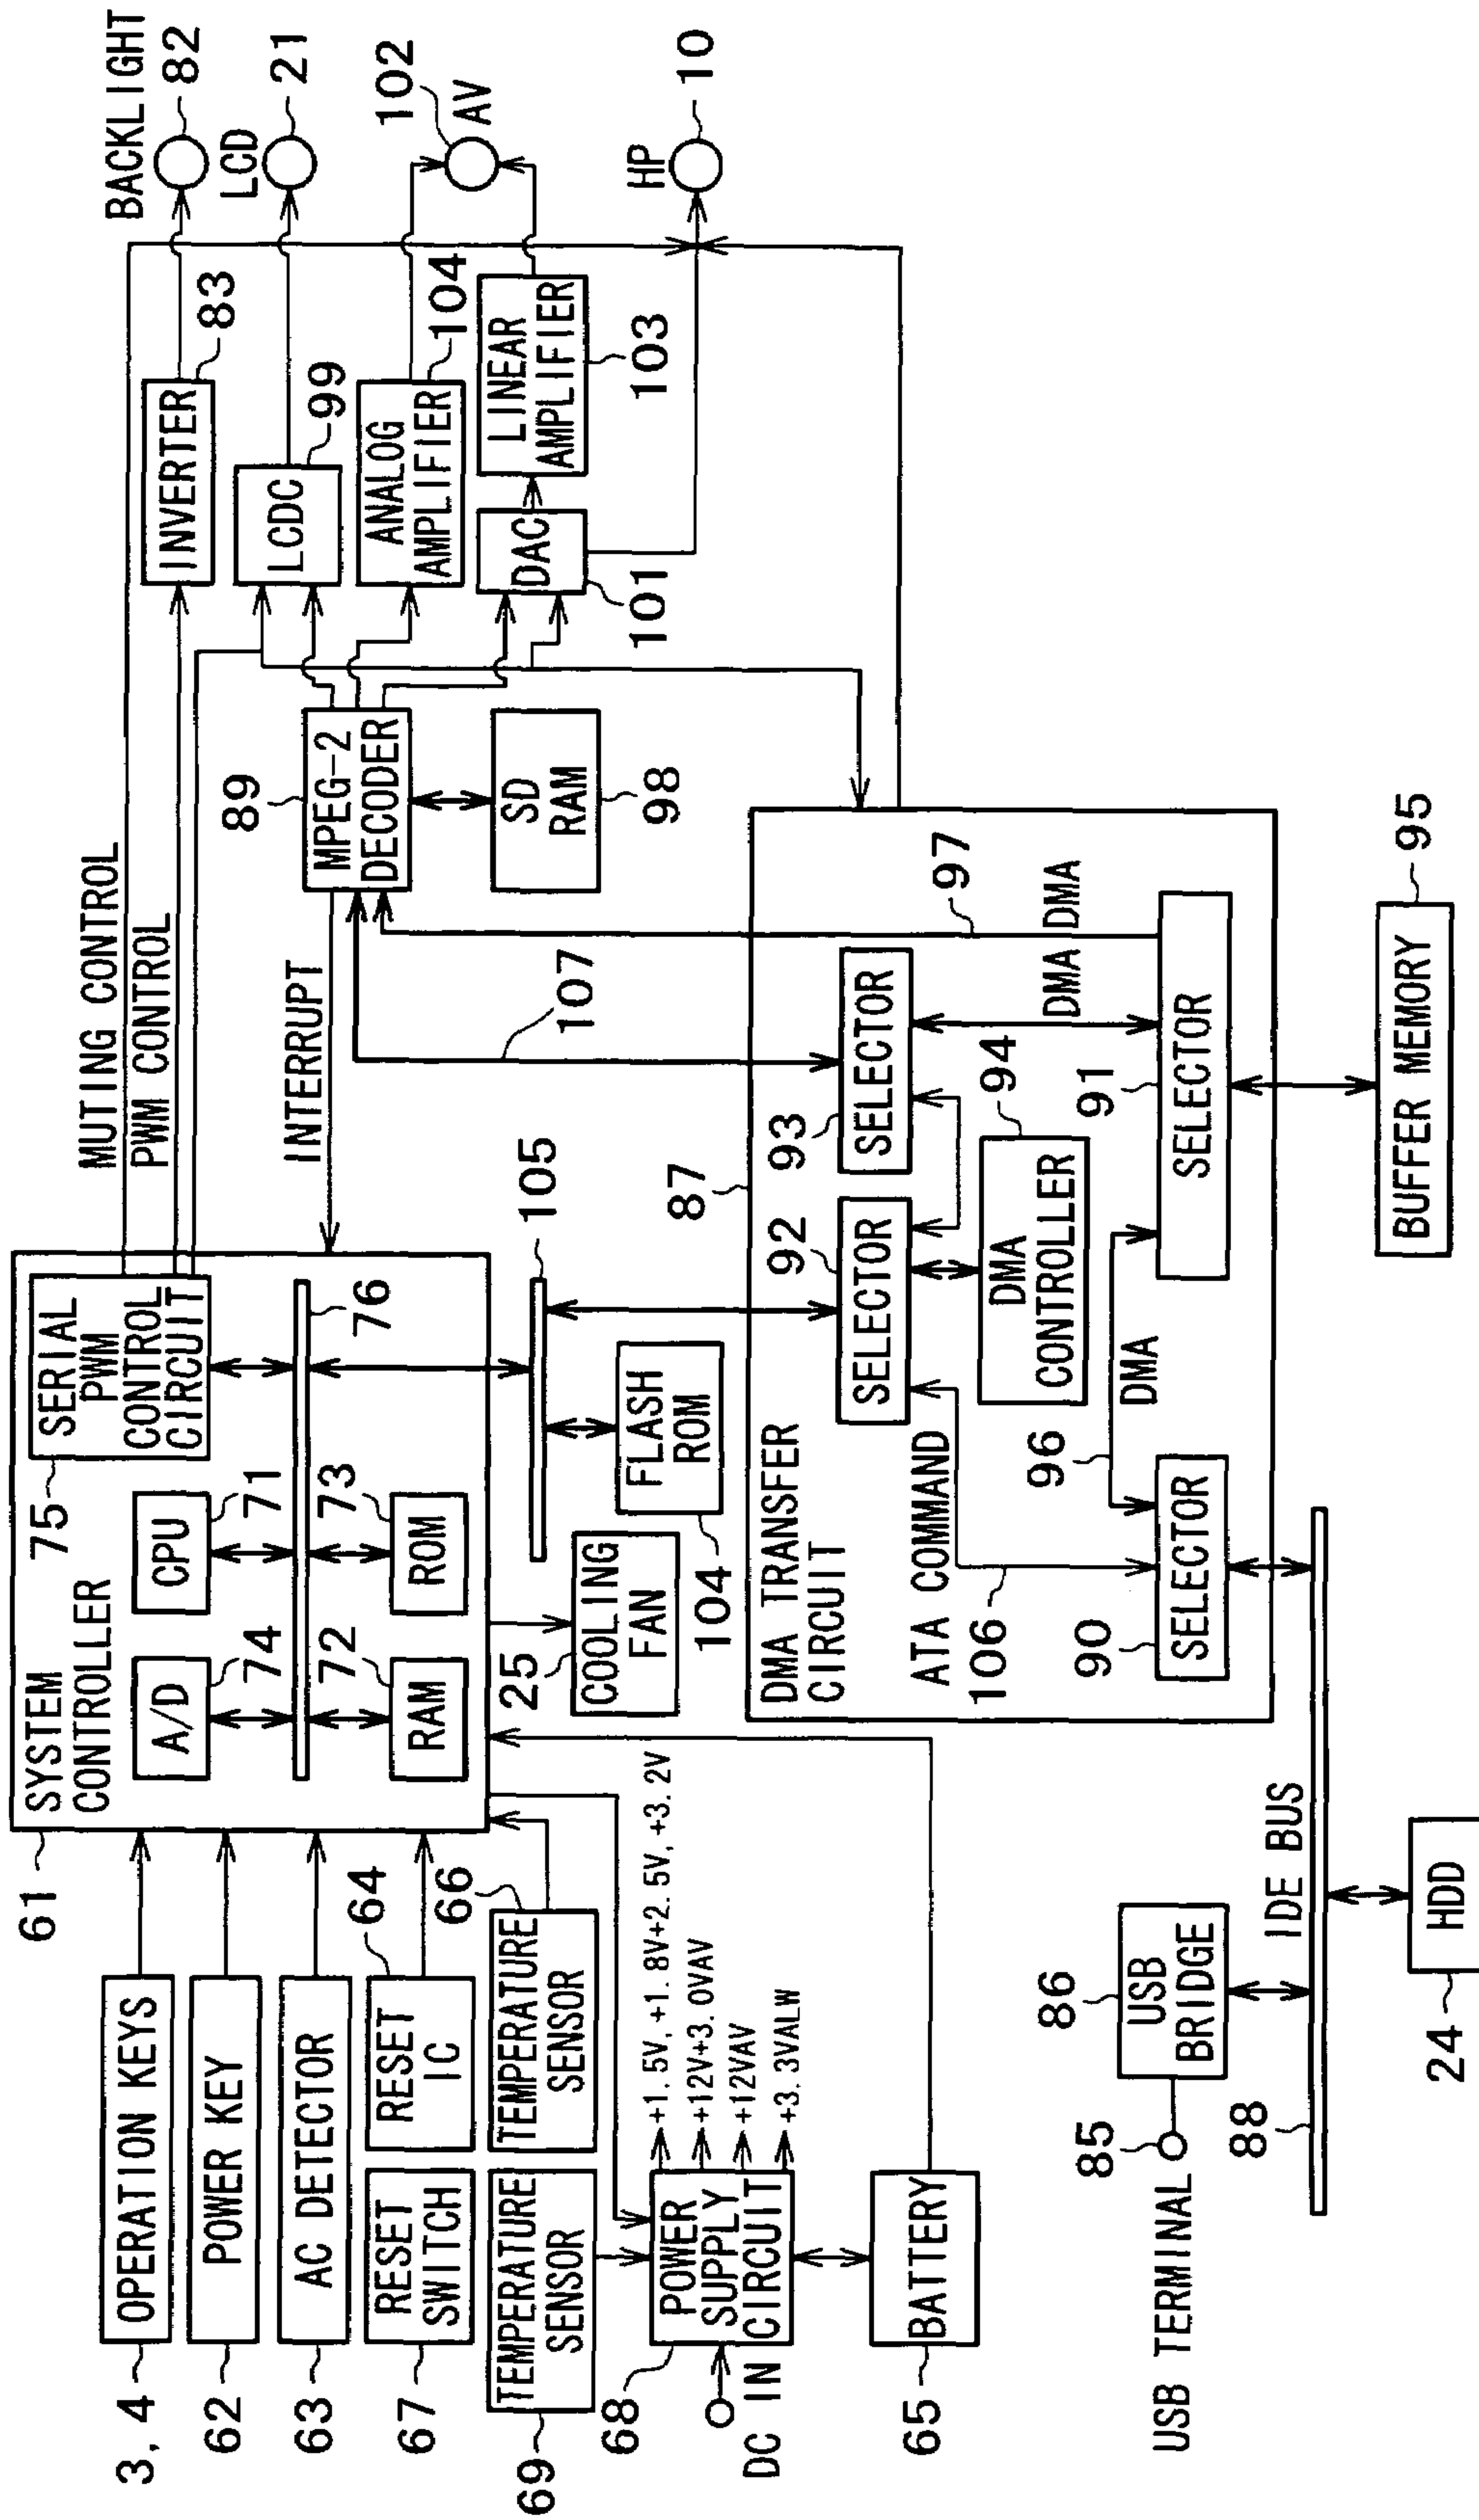 3, 4
OPERATION KEYS
62
POWER KEY
63
AC DETECTOR
67
RESET
SWITCH
64
RESET
IC
69
TEMPERATURE
SENSOR
66
TEMPERATURE
SENSOR
68
POWER
SUPPLY
CIRCUIT
DC IN
+1. 5V, +1. 8V+2. 5V, +3. 2V
+12V+3. 0VAV
+12VAV
+3. 3VALW
65
BATTERY
61
SYSTEM
CONTROLLER
A/D
74
CPU
71
75
SERIAL
PWM
CONTROL
CIRCUIT
76
RAM
72
ROM
73
25
COOLING
FAN
FLASH
ROM
104
105
MUTING CONTROL
PWM CONTROL
INTERRUPT
89
MPEG-2
DECODER
SD
RAM
98
INVERTER
83
LCDC
99
ANALOG
AMPLIFIER
104
DAC
101
LINEAR
AMPLIFIER
103
BACKLIGHT
82
LCD
21
102
AV
HP
10
87
DMA TRANSFER
CIRCUIT
ATA COMMAND
106
90
SELECTOR
92
SELECTOR
93
SELECTOR
107
94
DMA
CONTROLLER
96
DMA
91
SELECTOR
DMA DMA
97
95
BUFFER MEMORY
USB TERMINAL
85
86
USB
BRIDGE
88
IDE BUS
24
HDD